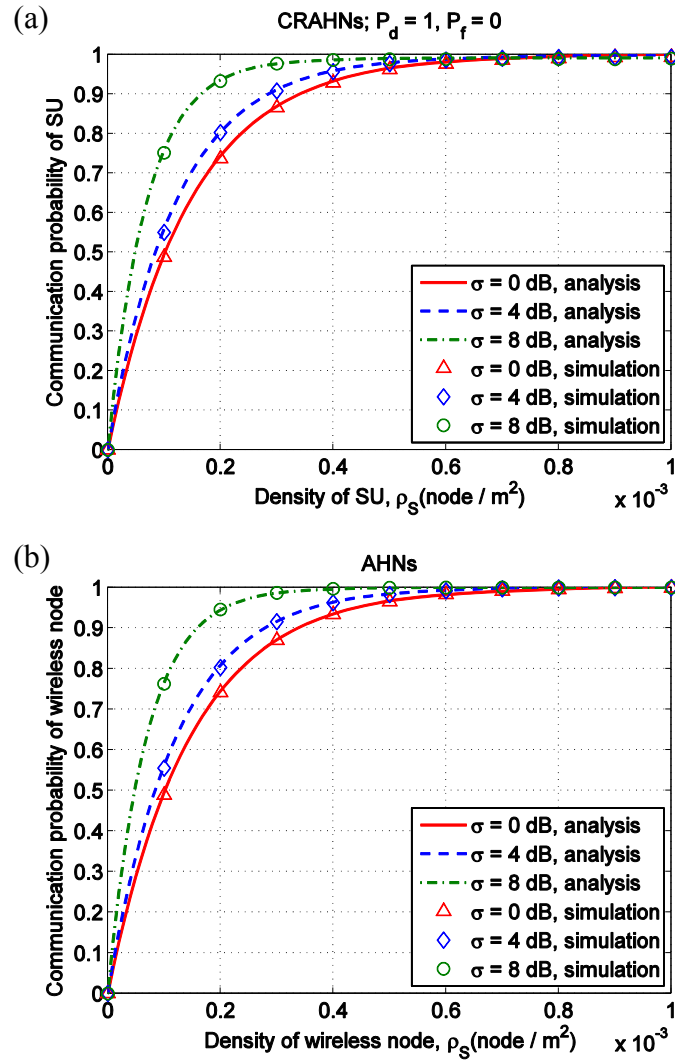 (a)
CRAHNs; P_d = 1, P_f = 0
Communication probability of SU
1
0.9
0.8
0.7
0.6
0.5
0.4
0.3
0.2
0.1
0
σ = 0 dB, analysis
σ = 4 dB, analysis
σ = 8 dB, analysis
σ = 0 dB, simulation
σ = 4 dB, simulation
σ = 8 dB, simulation
0 0.2 0.4 0.6 0.8 1
x 10⁻³
Density of SU, ρ_S(node / m²)
(b)
AHNs
Communication probability of wireless node
1
0.9
0.8
0.7
0.6
0.5
0.4
0.3
0.2
0.1
0
σ = 0 dB, analysis
σ = 4 dB, analysis
σ = 8 dB, analysis
σ = 0 dB, simulation
σ = 4 dB, simulation
σ = 8 dB, simulation
0 0.2 0.4 0.6 0.8 1
x 10⁻³
Density of wireless node, ρ_S(node / m²)